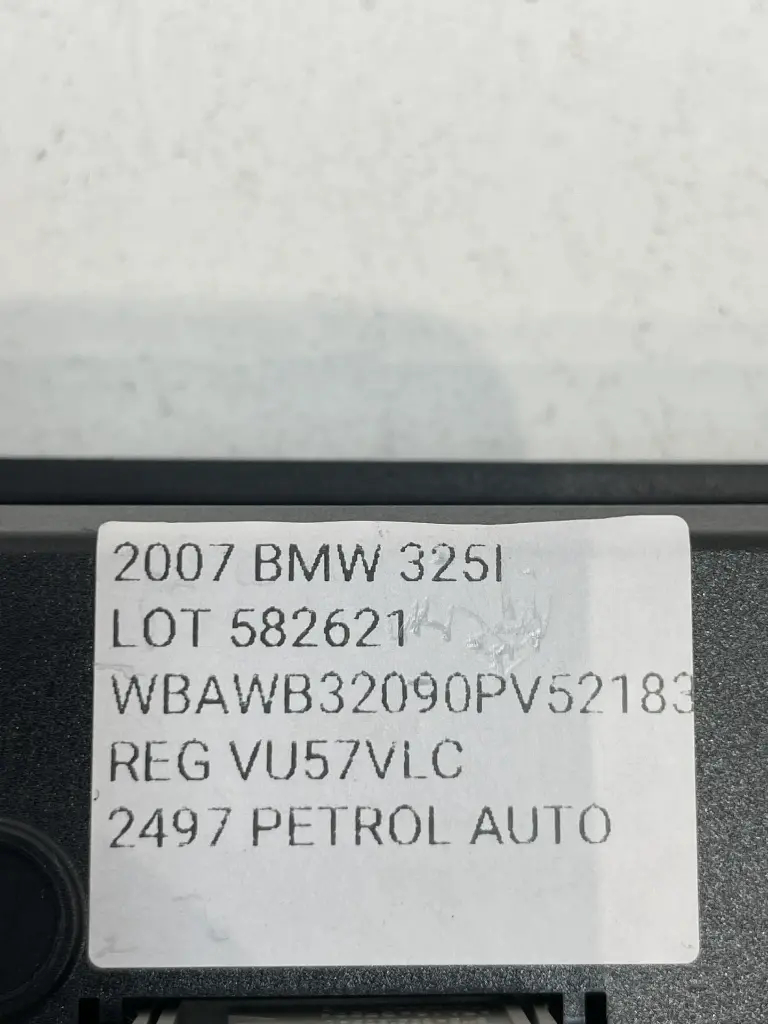 2007 BMW 325I
LOT 582621
WBAWB32090PV52183
REG VU57VLC
2497 PETROL AUTO